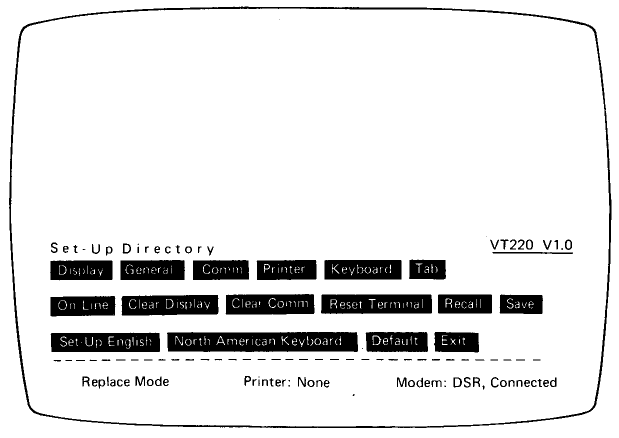 Set-Up Directory VT220 V1.0
Display General Comm Printer Keyboard Tab
On Line Clear Display Clear Comm Reset Terminal Recall Save
Set-Up English North American Keyboard Default Exit
Replace Mode Printer: None Modem: DSR, Connected